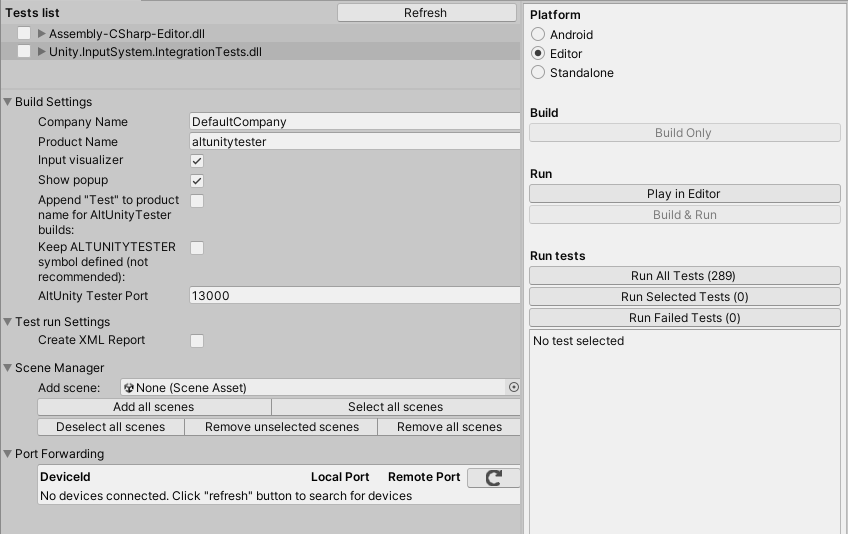 Tests list
Refresh
Assembly-CSharp-Editor.dll
Unity.InputSystem.IntegrationTests.dll
Build Settings
Company Name
DefaultCompany
Product Name
altunitytester
Input visualizer
Show popup
Append "Test" to product
name for AltUnityTester
builds:
Keep ALTUNITYTESTER
symbol defined (not
recommended):
AltUnity Tester Port
13000
Test run Settings
Create XML Report
Scene Manager
Add scene:
None (Scene Asset)
Add all scenes
Select all scenes
Deselect all scenes
Remove unselected scenes
Remove all scenes
Port Forwarding
DeviceId
Local Port
Remote Port
No devices connected. Click "refresh" button to search for devices
Platform
Android
Editor
Standalone
Build
Build Only
Run
Play in Editor
Build & Run
Run tests
Run All Tests (289)
Run Selected Tests (0)
Run Failed Tests (0)
No test selected